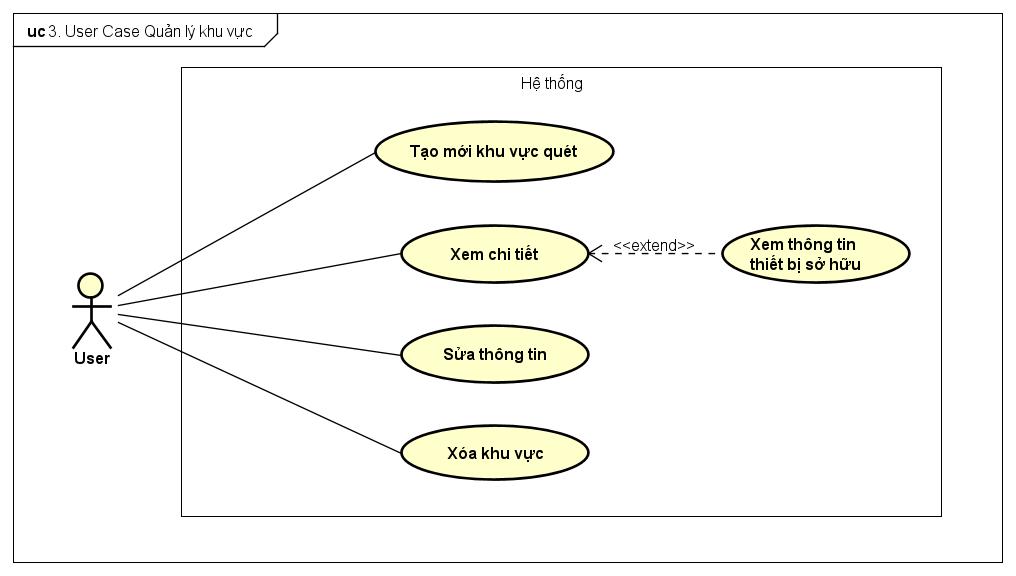 uc 3. User Case Quản lý khu vực
Hệ thống
Tạo mới khu vực quét
Xem chi tiết
<<extend>>
Xem thông tin
thiết bị sở hữu
User
Sửa thông tin
Xóa khu vực